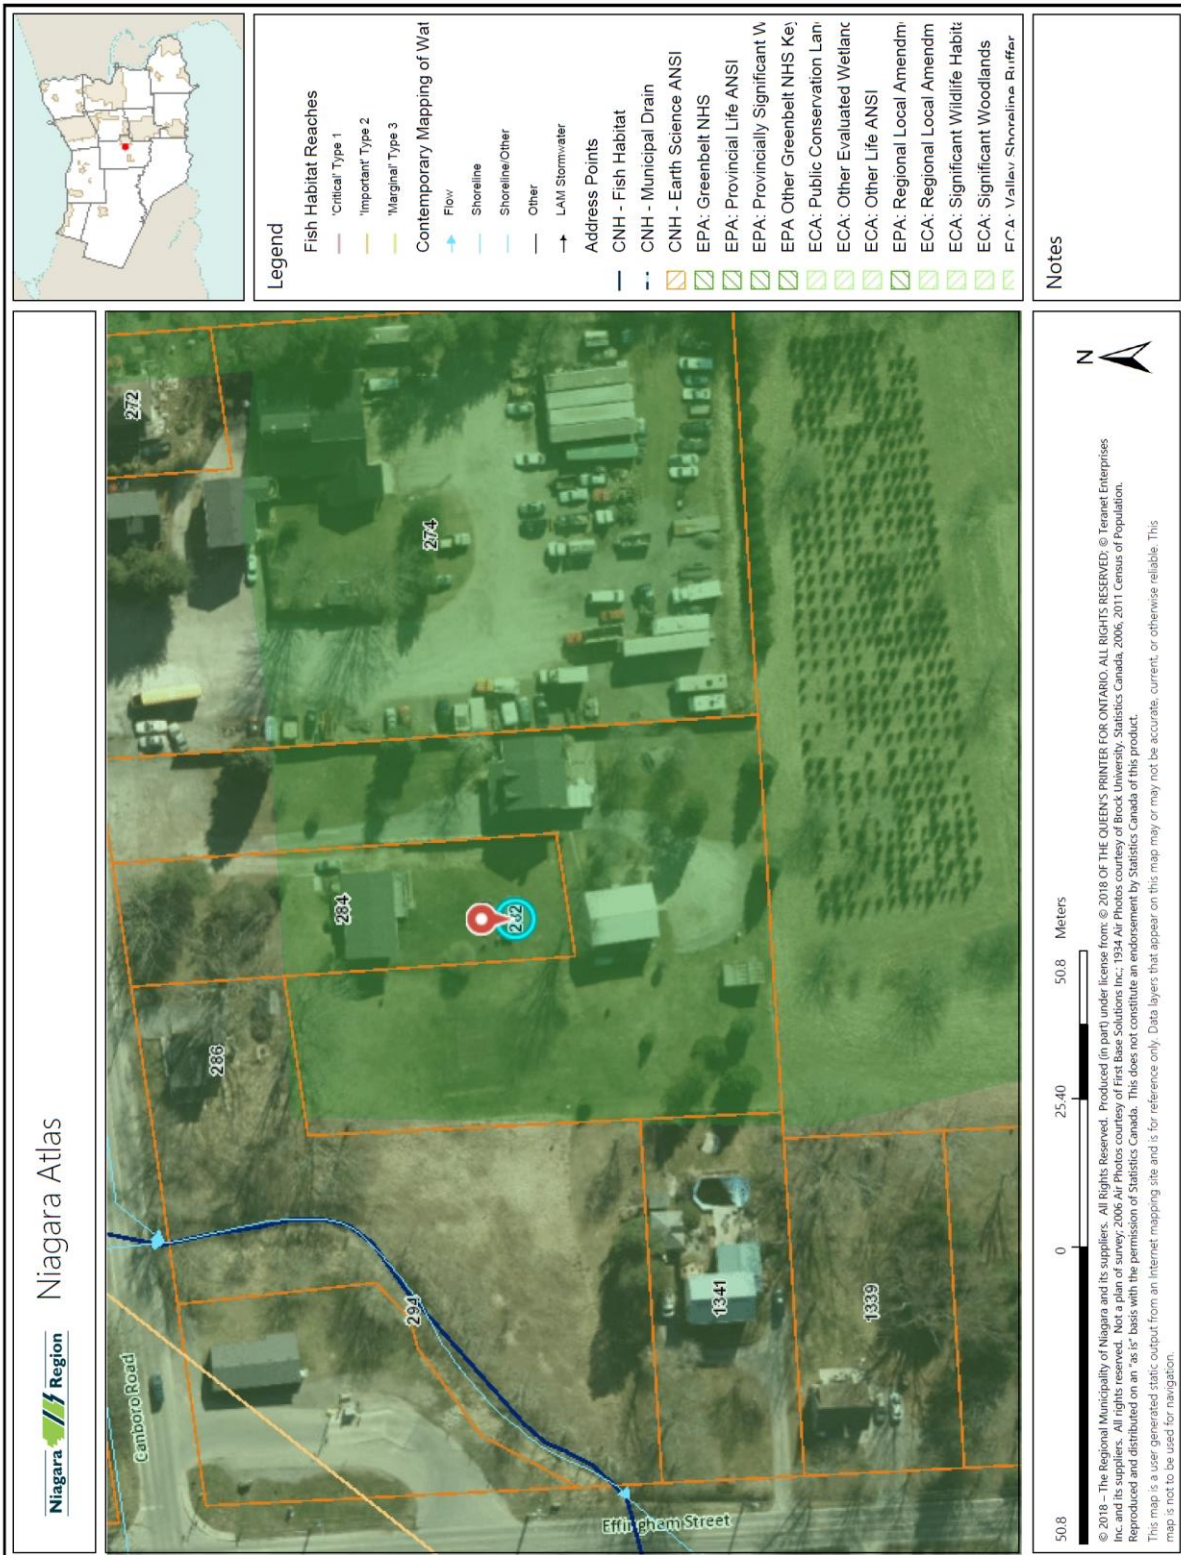 Niagara Region
Niagara Atlas
Canboro Road
Effingham Street
272
274
284
286
294
1341
1339
Legend
Fish Habitat Reaches
'Critical' Type 1
'Important' Type 2
'Marginal' Type 3
Contemporary Mapping of Wat
Flow
Shoreline
Shoreline/Other
Other
LAM Stormwater
Address Points
CNH - Fish Habitat
CNH - Municipal Drain
CNH - Earth Science ANSI
EPA: Greenbelt NHS
EPA: Provincial Life ANSI
EPA: Provincially Significant W
EPA Other Greenbelt NHS Key
ECA: Public Conservation Lan
ECA: Other Evaluated Wetland
ECA: Other Life ANSI
EPA: Regional Local Amendm
ECA: Regional Local Amendm
ECA: Significant Wildlife Habit
ECA: Significant Woodlands
ECA: Valley Shoreline Buffer
50.8
0
25.40
50.8 Meters
N
© 2018 – The Regional Municipality of Niagara and its suppliers. All Rights Reserved. Produced (in part) under license from: © 2018 OF THE QUEEN'S PRINTER FOR ONTARIO. ALL RIGHTS RESERVED; © Teranet Enterprises
Inc. and its suppliers. All rights reserved. Not a plan of survey; 2006 Air Photos courtesy of First Base Solutions Inc.; 1934 Air Photos courtesy of Brock University. Statistics Canada, 2006, 2011 Census of Population.
Reproduced and distributed on an "as is" basis with the permission of Statistics Canada. This does not constitute an endorsement by Statistics Canada of this product.
This map is a user generated static output from an Internet mapping site and is for reference only. Data layers that appear on this map may or may not be accurate, current, or otherwise reliable. This
map is not to be used for navigation.
Notes